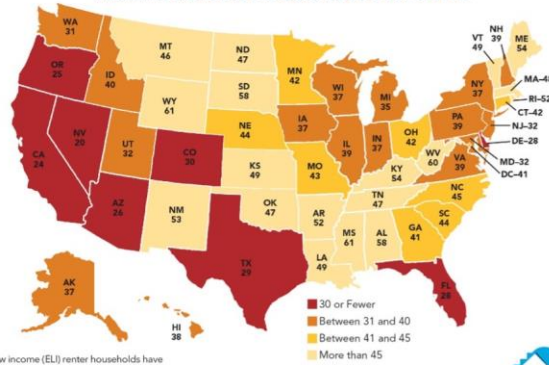 WA
31
OR
25
CA
24
NV
20
ID
40
MT
46
WY
61
UT
32
CO
30
AZ
26
NM
53
ND
47
SD
58
NE
44
KS
49
OK
47
TX
29
MN
42
IA
37
MO
43
AR
52
LA
49
WI
37
IL
39
MI
35
IN
37
OH
42
KY
54
TN
47
MS
61
AL
58
GA
41
FL
28
SC
44
NC
45
VA
39
WV
60
PA
39
NY
37
VT
49
NH
39
ME
54
RI-52
CT-42
NJ-32
DE-28
MD-32
DC-41
AK
37
HI
38
30 or Fewer
Between 31 and 40
Between 41 and 45
More than 45
income (ELI) renter households have